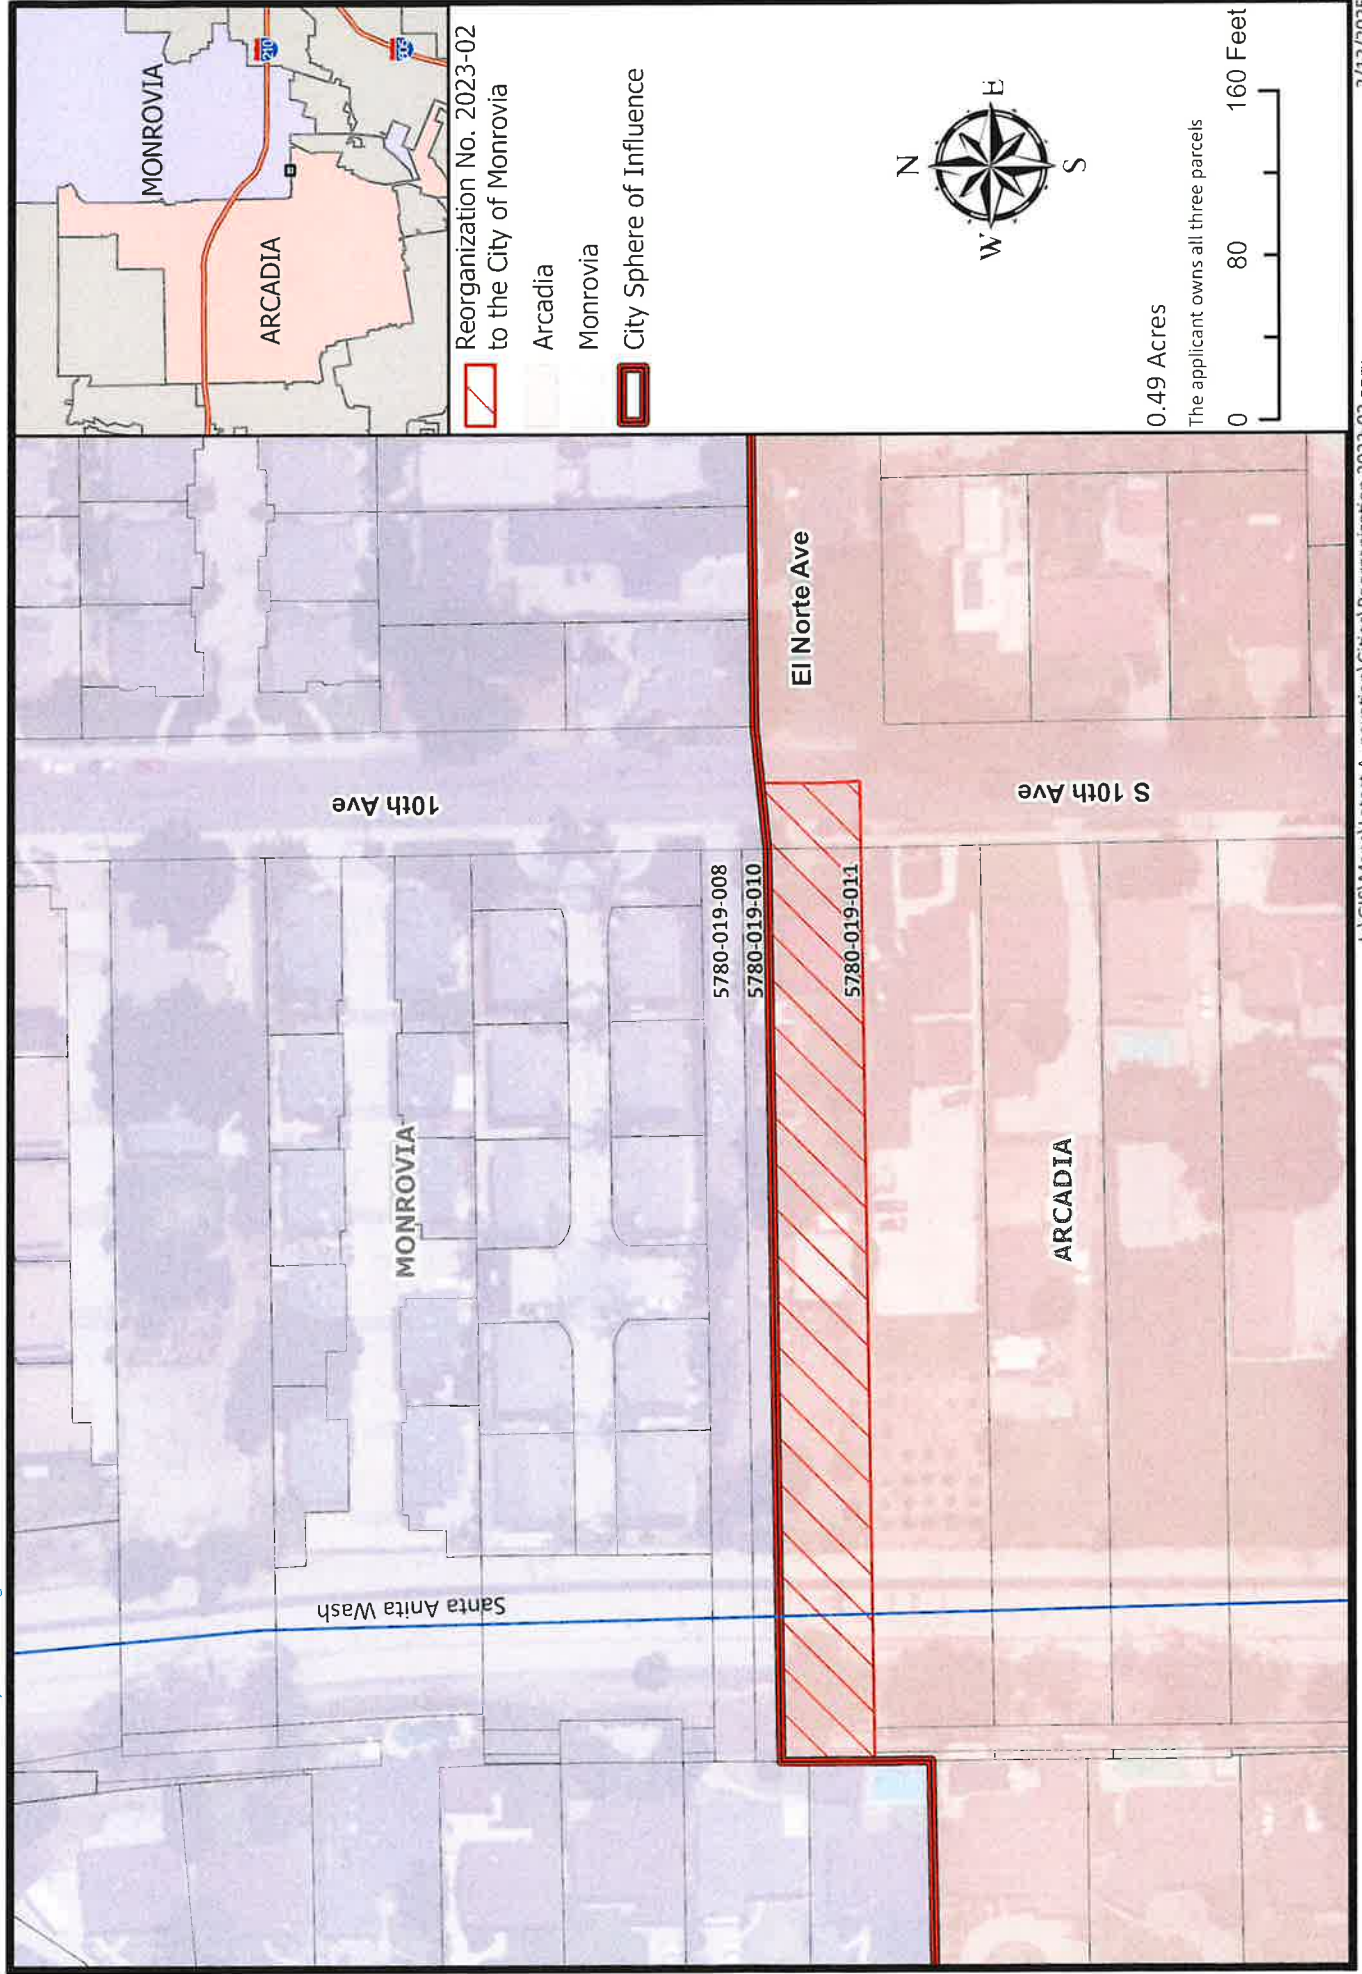 MONROVIA
ARCADIA
210
605
Reorganization No. 2023-02
to the City of Monrovia
Arcadia
Monrovia
City Sphere of Influence
N
W
E
S
0.49 Acres
The applicant owns all three parcels
0
80
160 Feet
10th Ave
El Norte Ave
S 10th Ave
5780-019-008
5780-019-010
5780-019-011
MONROVIA
ARCADIA
Santa Anita Wash